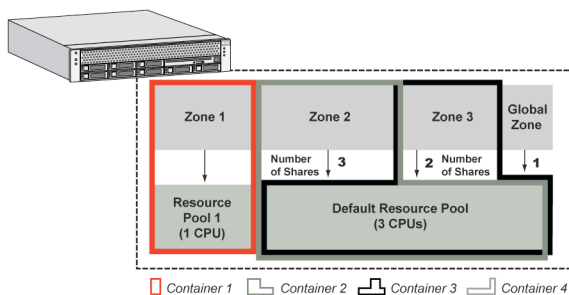 Zone 1
Zone 2
Zone 3
Global
Zone
Number
of Shares
3
2
Number
of Shares
1
Resource
Pool 1
(1 CPU)
Default Resource Pool
(3 CPUs)
Container 1
Container 2
Container 3
Container 4